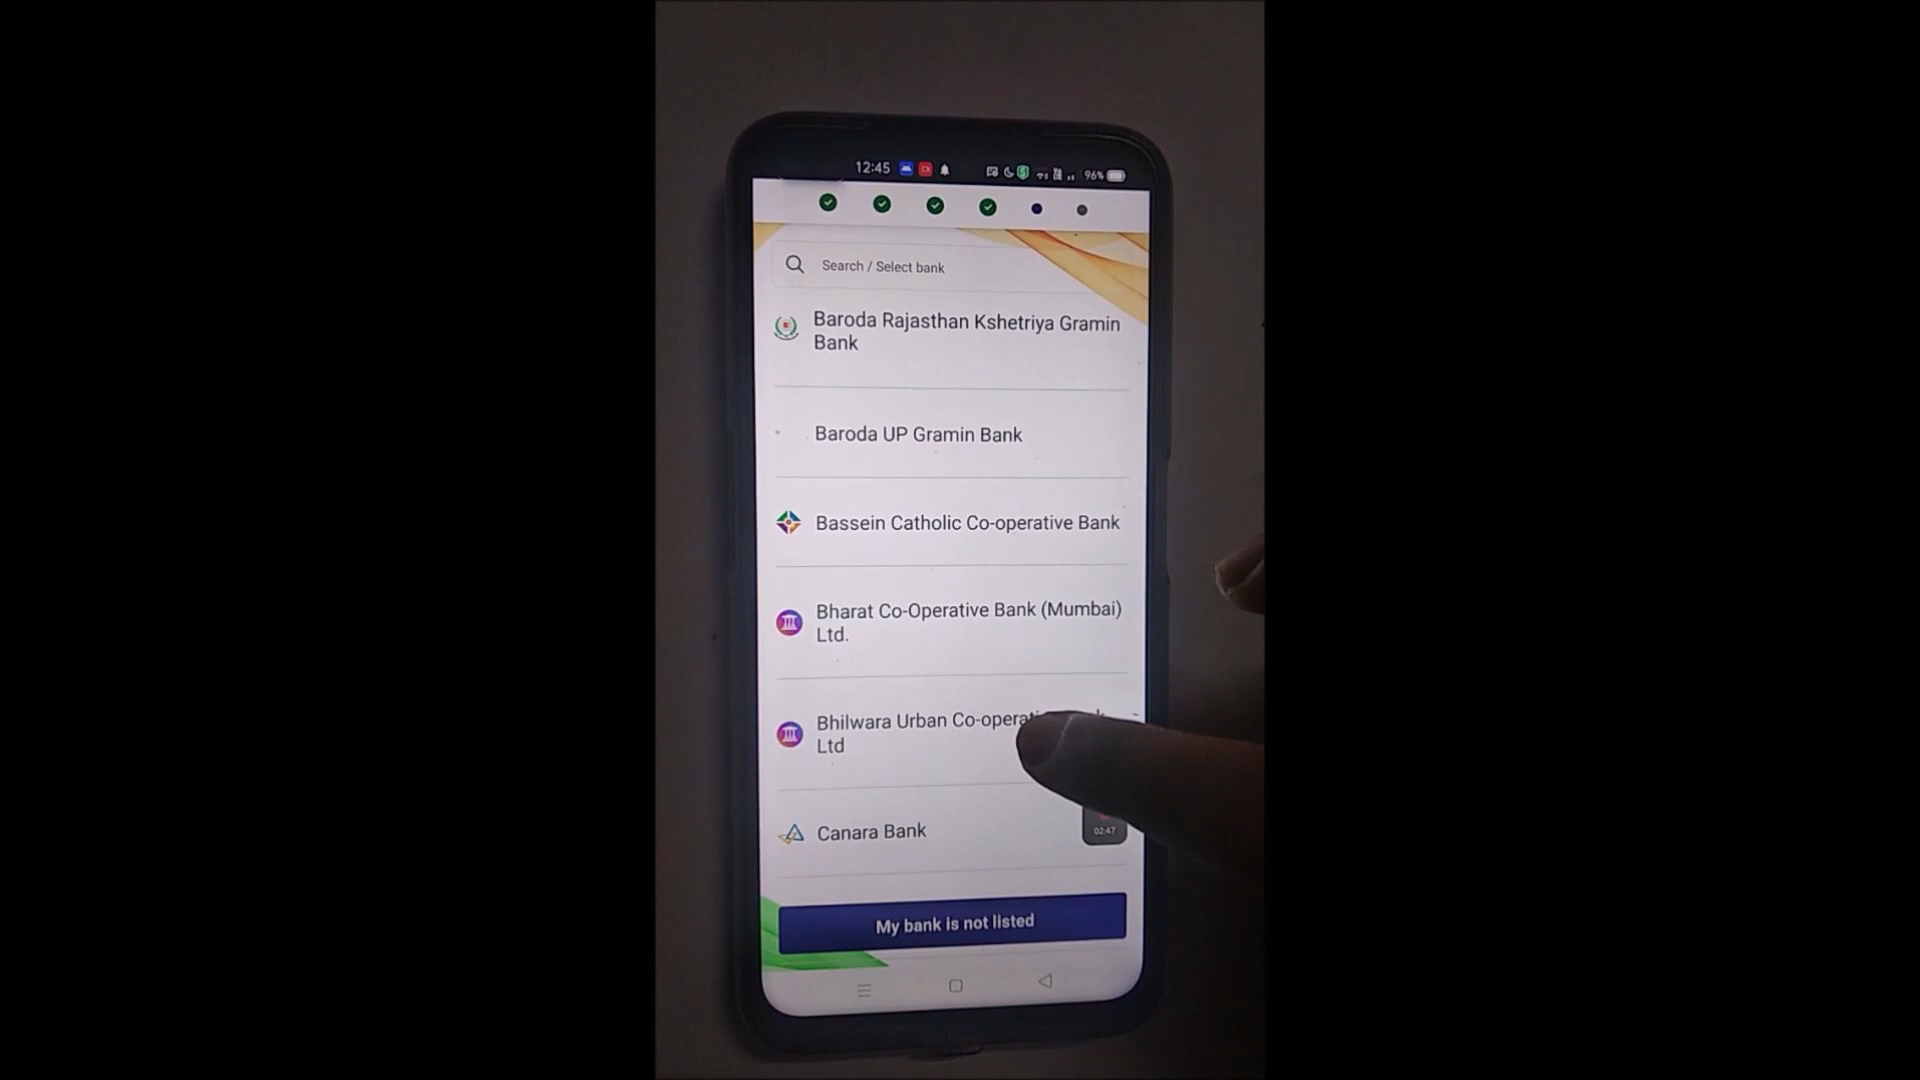 12:45
96%
Search / Select bank
Baroda Rajasthan Kshetriya Gramin
Bank
Baroda UP Gramin Bank
Bassein Catholic Co-operative Bank
Bharat Co-Operative Bank (Mumbai)
Ltd.
Bhilwara Urban
Ltd
Canara Bank
02:47
My bank is not listed